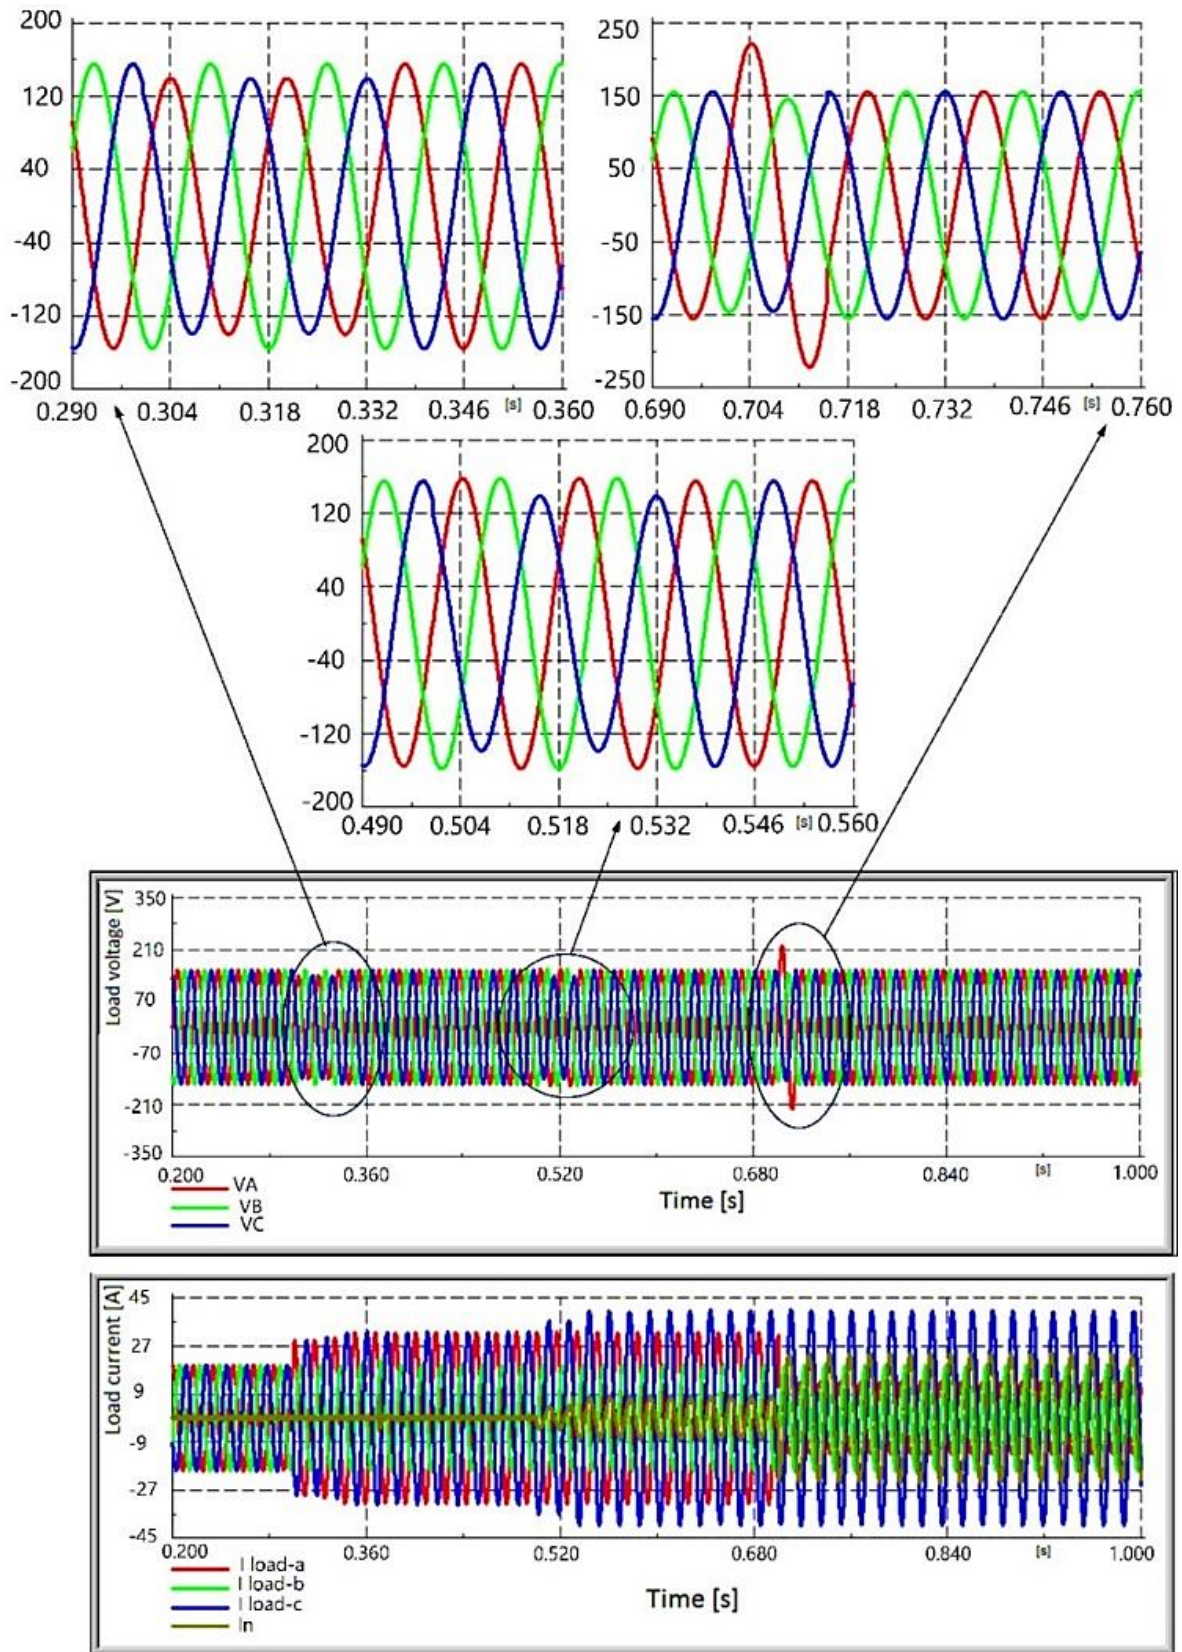 200
120
40
-40
-120
-200
0.290 0.304 0.318 0.332 0.346 [s] 0.360
250
150
50
-50
-150
-250
0.690 0.704 0.718 0.732 0.746 [s] 0.760
200
120
40
-40
-120
-200
0.490 0.504 0.518 0.532 0.546 [s] 0.560
Load voltage [V]
350
210
70
-70
-210
-350
0.200 0.360 0.520 0.680 0.840 [s] 1.000
VA
VB
VC
Time [s]
Load current [A]
45
27
9
-9
-27
-45
0.200 0.360 0.520 0.680 0.840 [s] 1.000
I load-a
I load-b
I load-c
In
Time [s]